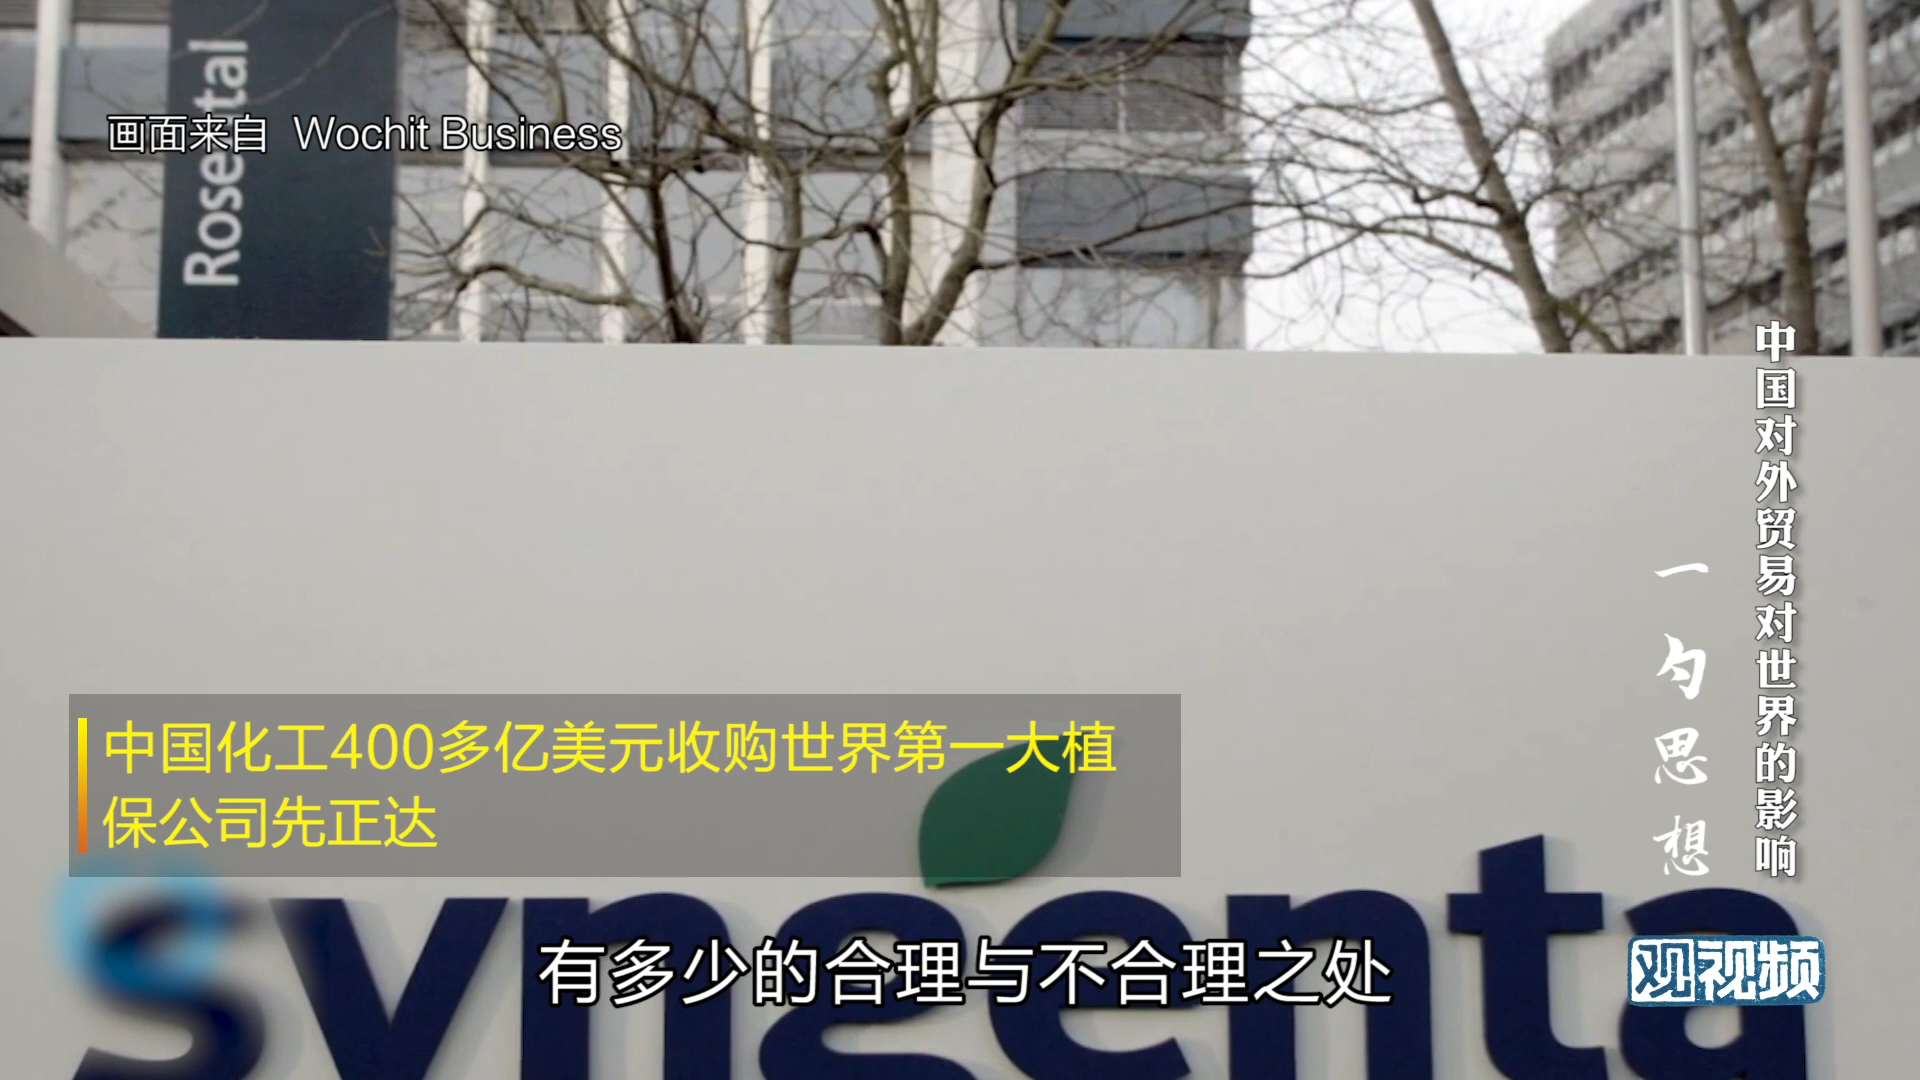 Rosental
画面来自 Wochit Business
中国对外贸易对世界的影响
一勺思想
中国化工400多亿美元收购世界第一大植
保公司先正达
syngenta
有多少的合理与不合理之处
观视频